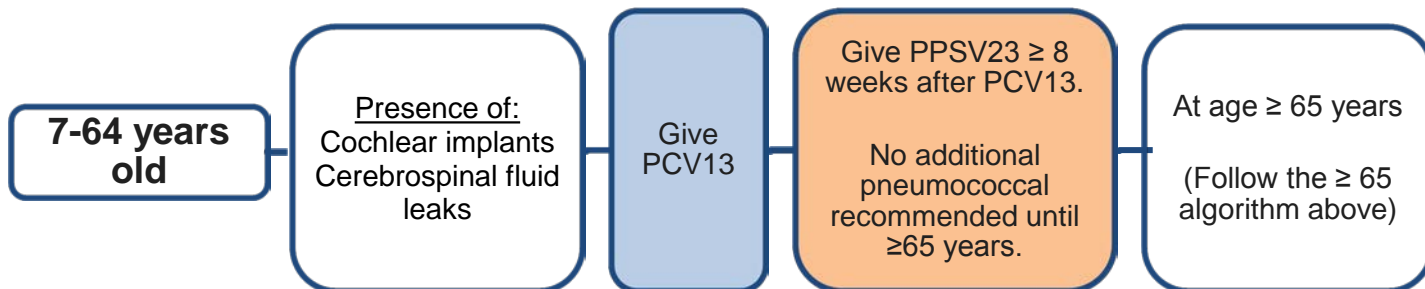 7-64 years
old
Presence of:
Cochlear implants
Cerebrospinal fluid
leaks
Give
PCV13
Give PPSV23 ≥ 8
weeks after PCV13.
No additional
pneumococcal
recommended until
≥65 years.
At age ≥ 65 years
(Follow the ≥ 65
algorithm above)